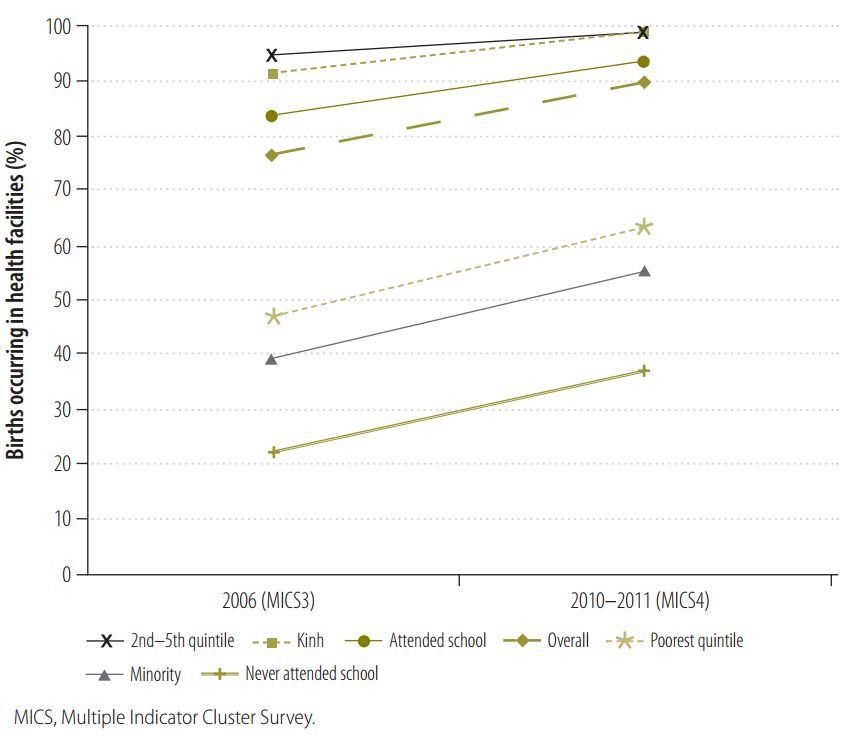 Births occurring in health facilities (%)
100
90
80
70
60
50
40
30
20
10
0
2006 (MICS3) 2010–2011 (MICS4)
2nd–5th quintile Kinh Attended school Overall Poorest quintile
Minority Never attended school
MICS, Multiple Indicator Cluster Survey.